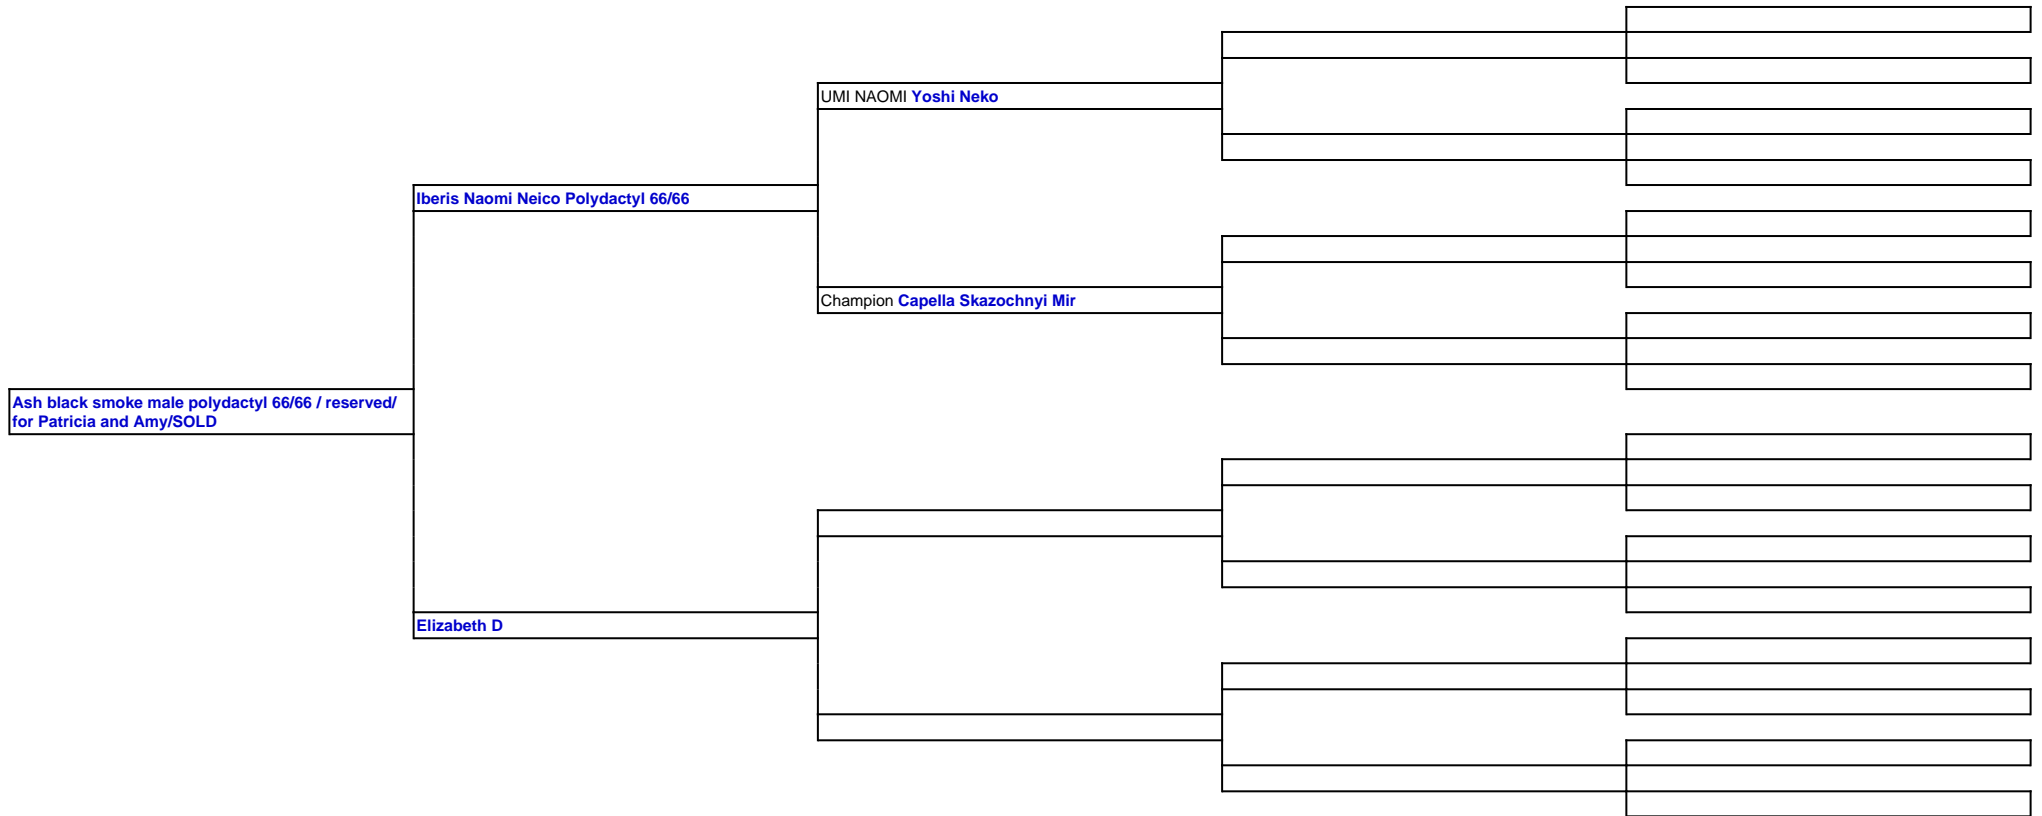 UMI NAOMI Yoshi Neko
Iberis Naomi Neico Polydactyl 66/66
Champion Capella Skazochnyi Mir
Ash black smoke male polydactyl 66/66 / reserved/
for Patricia and Amy/SOLD
Elizabeth D